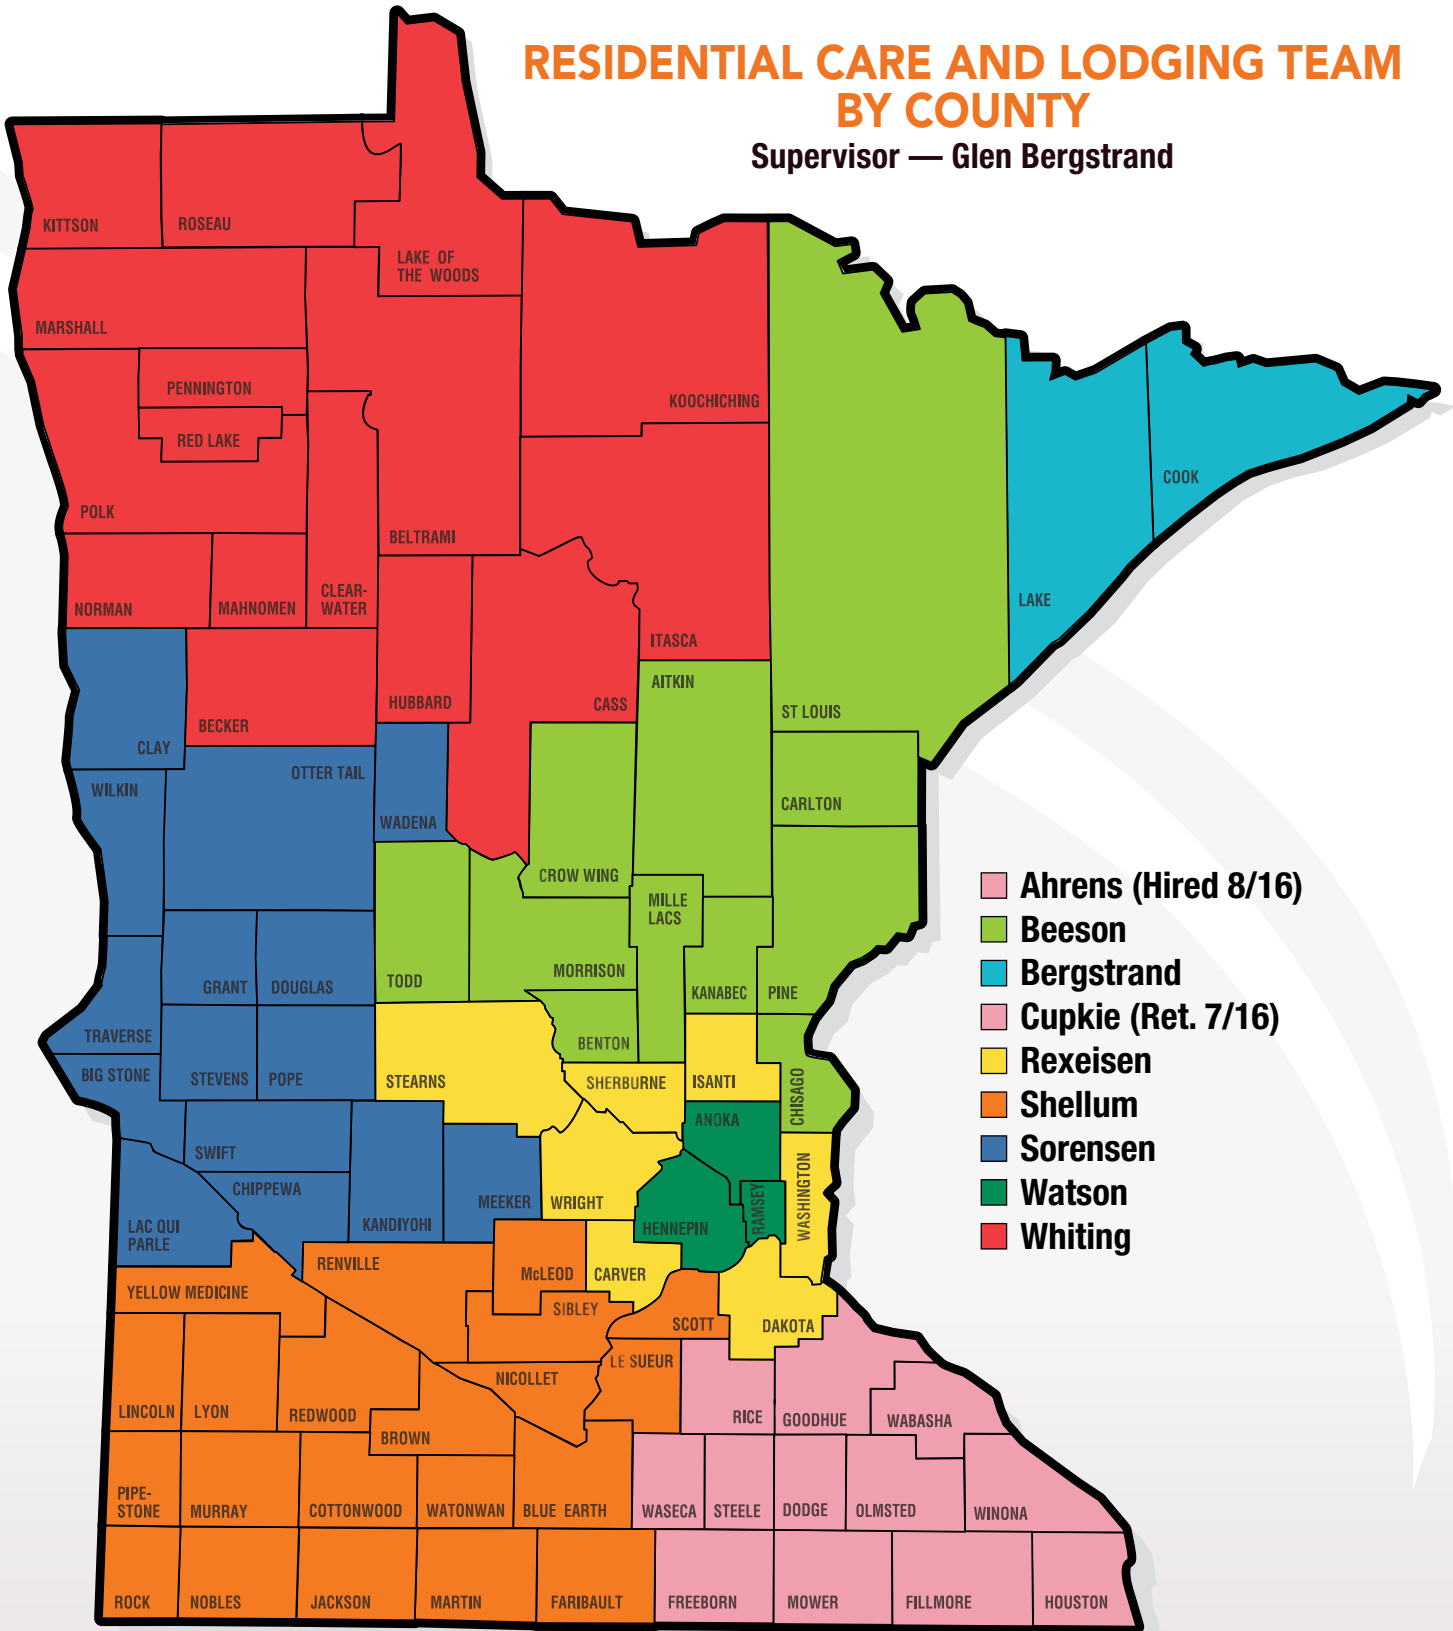 RESIDENTIAL CARE AND LODGING TEAM
BY COUNTY
Supervisor — Glen Bergstrand
KITTSON
ROSEAU
LAKE OF
THE WOODS
MARSHALL
PENNINGTON
KOOCHICHING
RED LAKE
COOK
POLK
BELTRAMI
CLEAR-
WATER
NORMAN
MAHNOMEN
LAKE
ITASCA
AITKIN
HUBBARD
CASS
ST LOUIS
BECKER
CLAY
OTTER TAIL
WILKIN
CARLTON
WADENA
CROW WING
MILLE
LACS
MORRISON
TODD
GRANT
DOUGLAS
KANABEC
PINE
TRAVERSE
BENTON
BIG STONE
STEVENS
POPE
STEARNS
SHERBURNE
ISANTI
CHISAGO
ANOKA
SWIFT
CHIPPEWA
MEEKER
WRIGHT
WASHINGTON
RAMSEY
LAC QUI
PARLE
KANDIYOHI
HENNEPIN
RENVILLE
McLEOD
CARVER
YELLOW MEDICINE
SIBLEY
SCOTT
DAKOTA
LE SUEUR
NICOLLET
LINCOLN
LYON
REDWOOD
RICE
GOODHUE
WABASHA
BROWN
PIPE-
STONE
MURRAY
COTTONWOOD
WATONWAN
BLUE EARTH
WASECA
STEELE
DODGE
OLMSTED
WINONA
ROCK
NOBLES
JACKSON
MARTIN
FARIBAULT
FREEBORN
MOWER
FILLMORE
HOUSTON
Ahrens (Hired 8/16)
Beeson
Bergstrand
Cupkie (Ret. 7/16)
Rexeisen
Shellum
Sorensen
Watson
Whiting